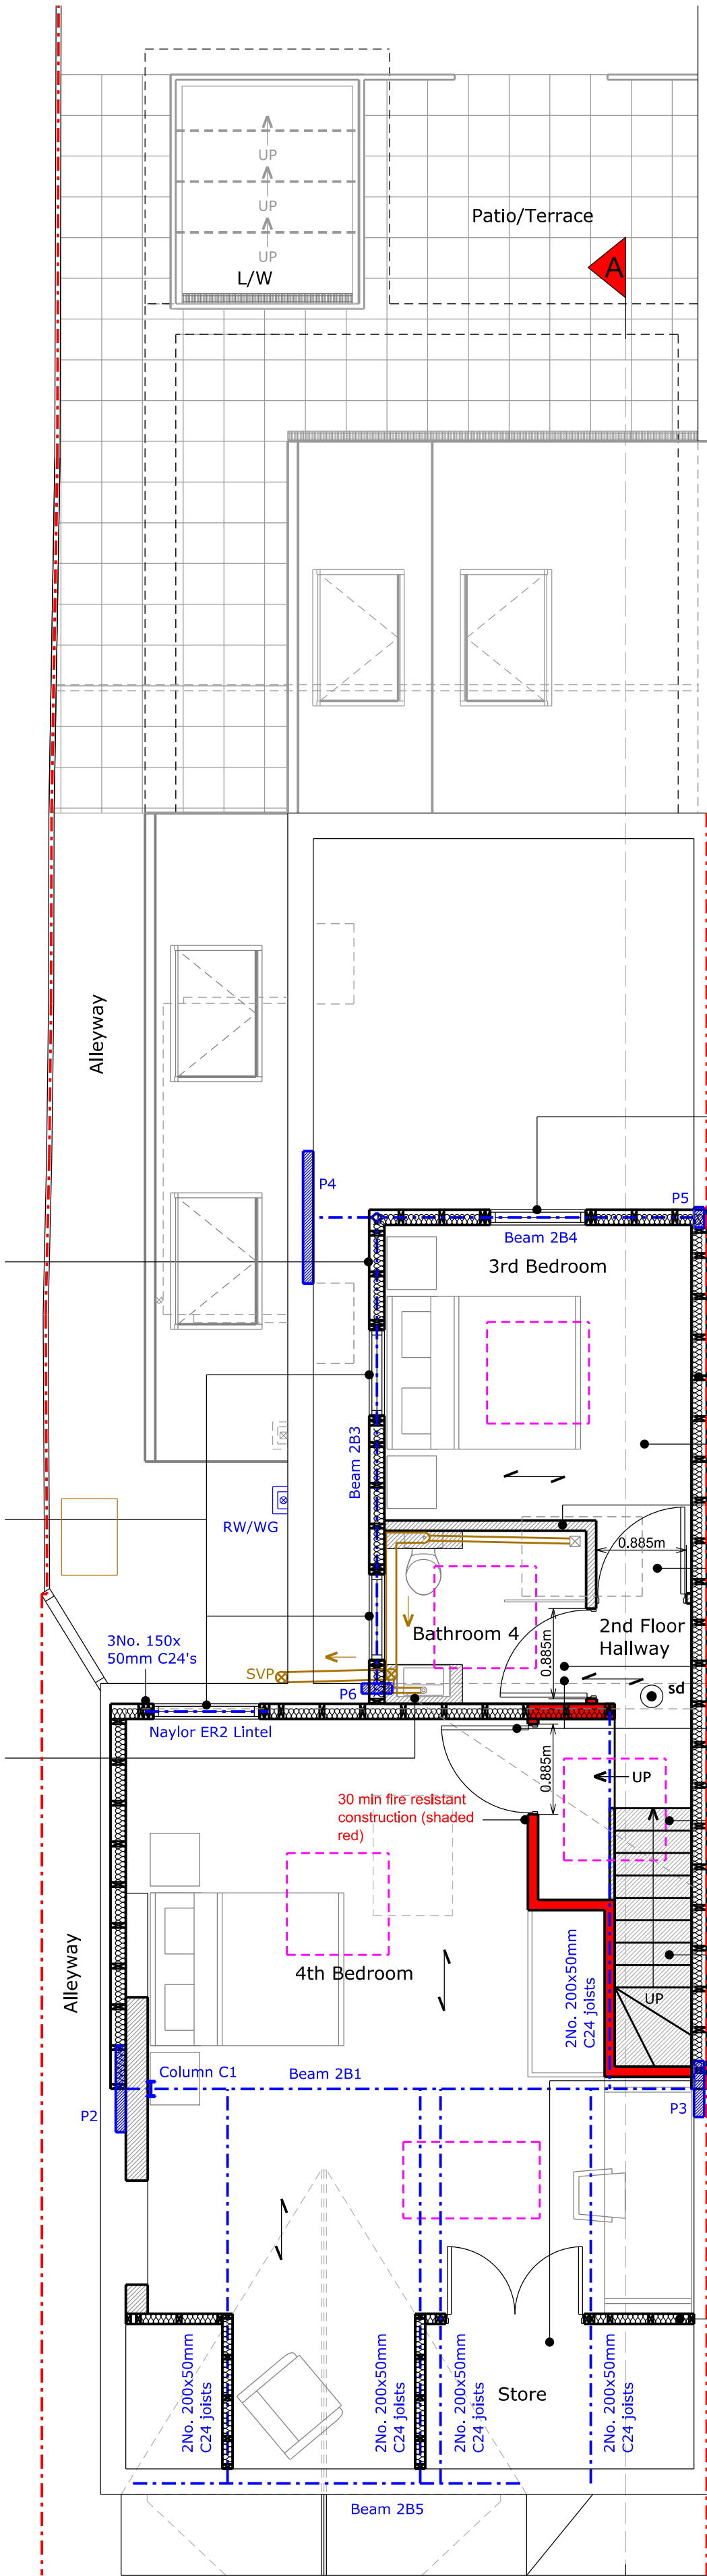 UP
UP
UP
L/W
Patio/Terrace
A
Alleyway
P4
P5
Beam 2B4
3rd Bedroom
Beam 2B3
RW/WG
0.885m
Bathroom 4
0.885m
2nd Floor
Hallway
3No. 150x
50mm C24's
SVP
P6
sd
Naylor ER2 Lintel
0.885m
UP
30 min fire resistant
construction (shaded
red)
Alleyway
4th Bedroom
2No. 200x50mm
C24 joists
UP
Column C1
Beam 2B1
P2
P3
2No. 200x50mm
C24 joists
2No. 200x50mm
C24 joists
2No. 200x50mm
C24 joists
Store
2No. 200x50mm
C24 joists
Beam 2B5